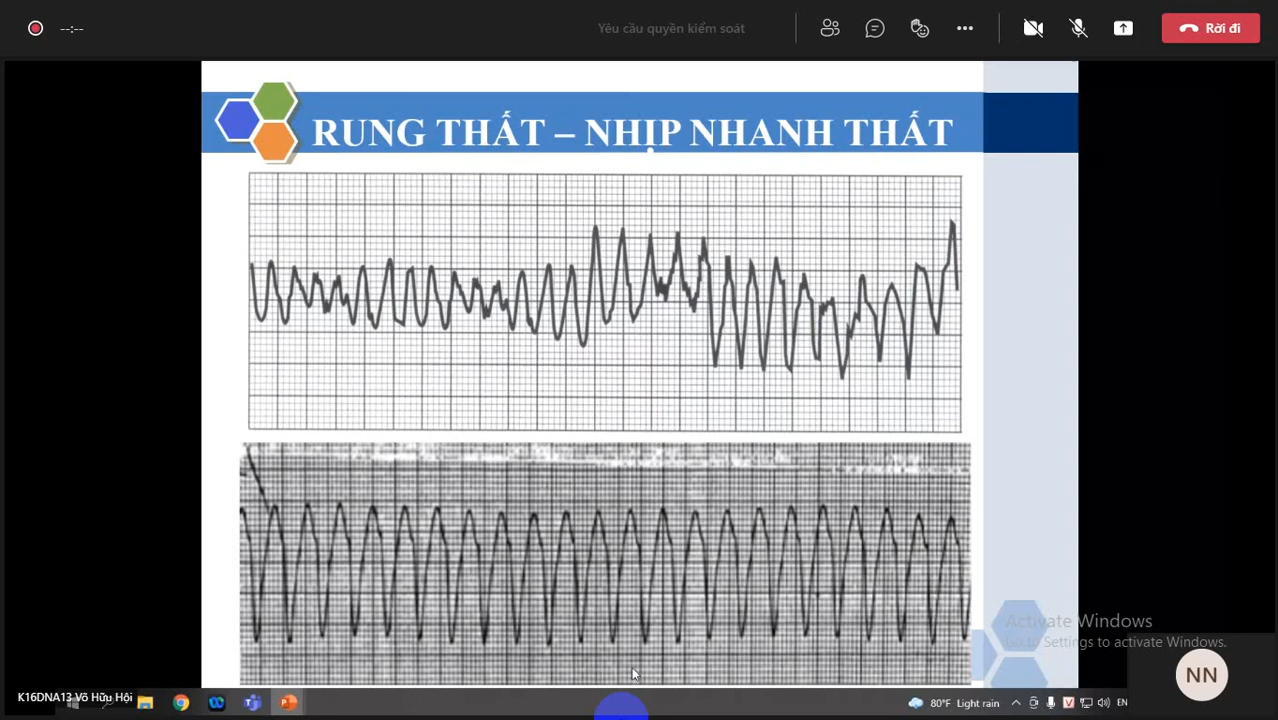 --:--
Yêu cầu quyền kiểm soát
Rời đi
RUNG THẤT – NHỊP NHANH THẤT
Activate Windows
Go to Settings to activate Windows.
NN
K16DNA13 Võ Hữu Hội
80°F Light rain
EN